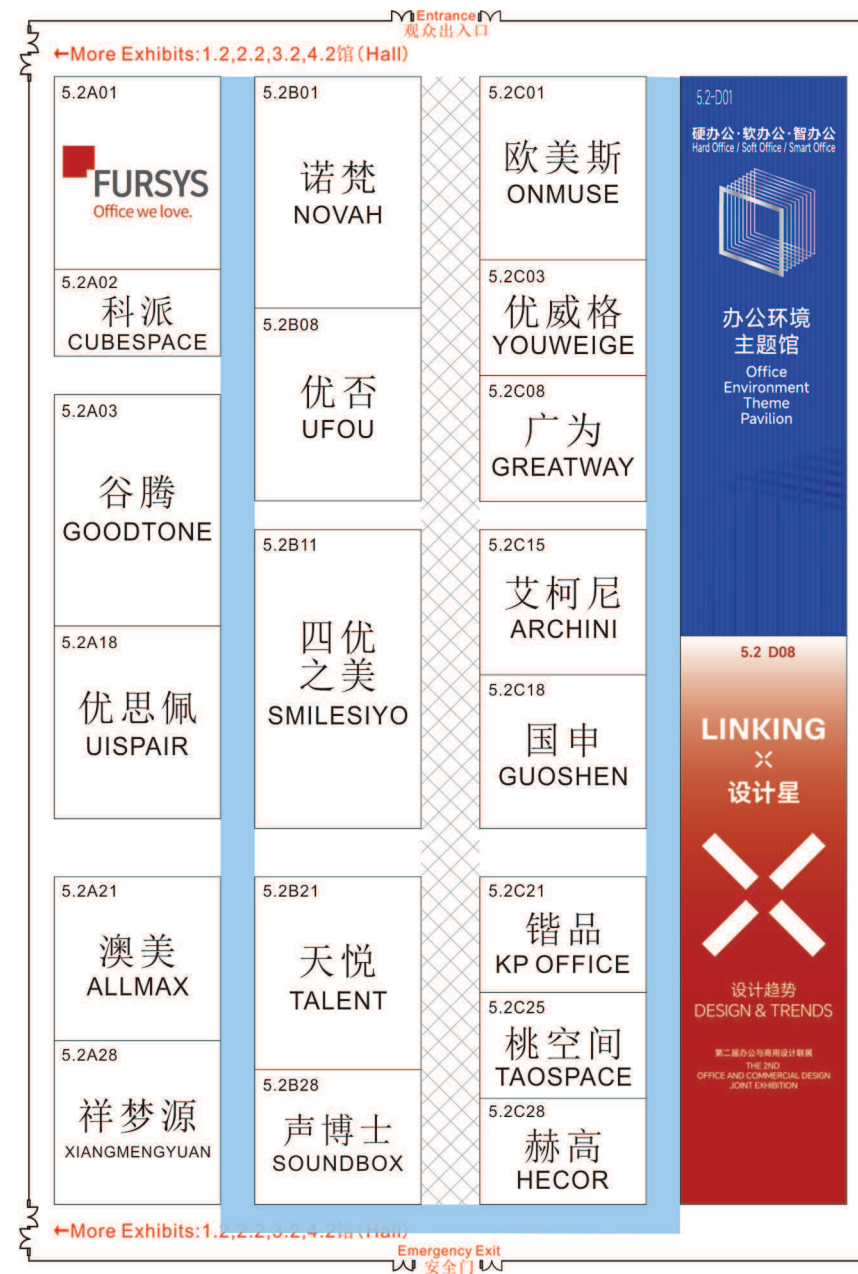 Entrance
观众出入口
←More Exhibits:1.2,2.2,3.2,4.2馆(Hall)
5.2A01
FURSYS
Office we love.
5.2A02
科派
CUBESPACE
5.2A03
谷腾
GOODTONE
5.2A18
优思佩
UISPAIR
5.2A21
澳美
ALLMAX
5.2A28
祥梦源
XIANGMENGYUAN
5.2B01
诺梵
NOVAH
5.2B08
优否
UFOU
5.2B11
四优
之美
SMILESIYO
5.2B21
天悦
TALENT
5.2B28
声博士
SOUNDBOX
5.2C01
欧美斯
ONMUSE
5.2C03
优威格
YOUWEIGE
5.2C08
广为
GREATWAY
5.2C15
艾柯尼
ARCHINI
5.2C18
国申
GUOSHEN
5.2C21
锴品
KP OFFICE
5.2C25
桃空间
TAOSPACE
5.2C28
赫高
HECOR
5.2-D01
硬办公·软办公·智办公
Hard Office / Soft Office / Smart Office
办公环境
主题馆
Office
Environment
Theme
Pavilion
5.2 D08
LINKING
×
设计星
设计趋势
DESIGN & TRENDS
第二届办公与商用设计联展
THE 2ND
OFFICE AND COMMERCIAL DESIGN
JOINT EXHIBITION
←More Exhibits:1.2,2.2,3.2,4.2馆(Hall)
Emergency Exit
安全门